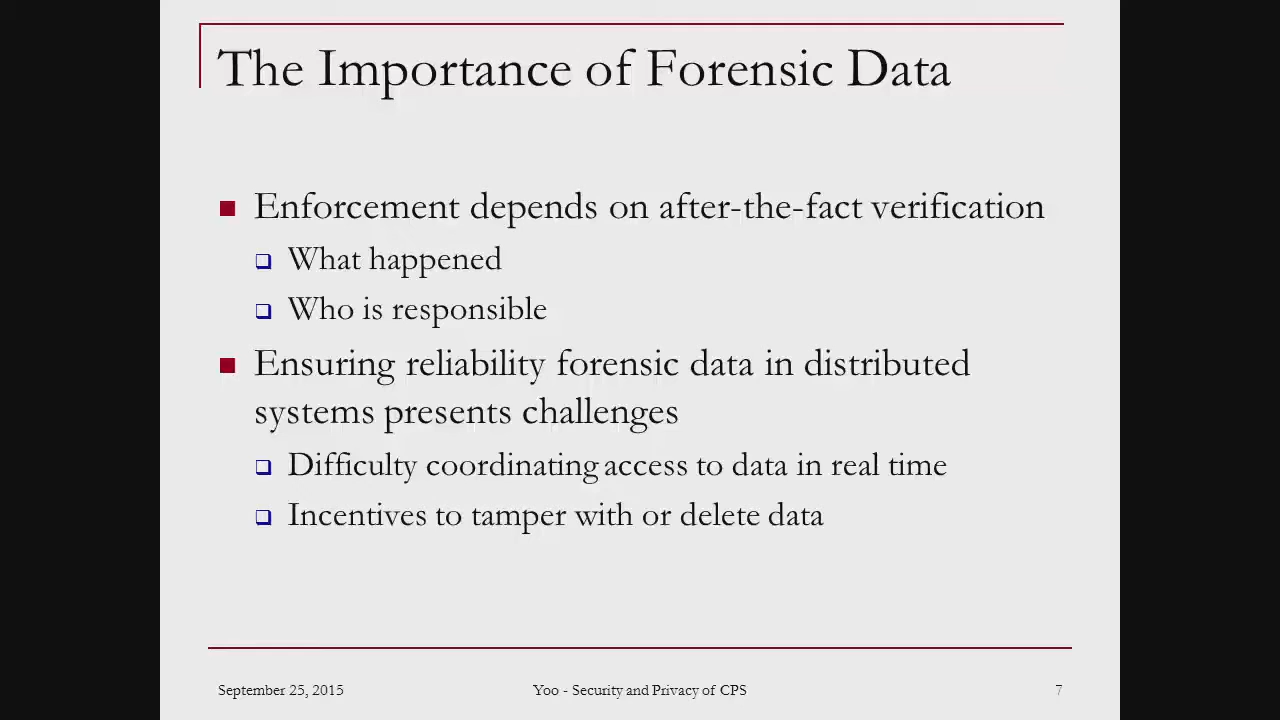 The Importance of Forensic Data
Enforcement depends on after-the-fact verification
What happened
Who is responsible
Ensuring reliability forensic data in distributed
systems presents challenges
Difficulty coordinating access to data in real time
Incentives to tamper with or delete data
September 25, 2015
Yoo - Security and Privacy of CPS
7